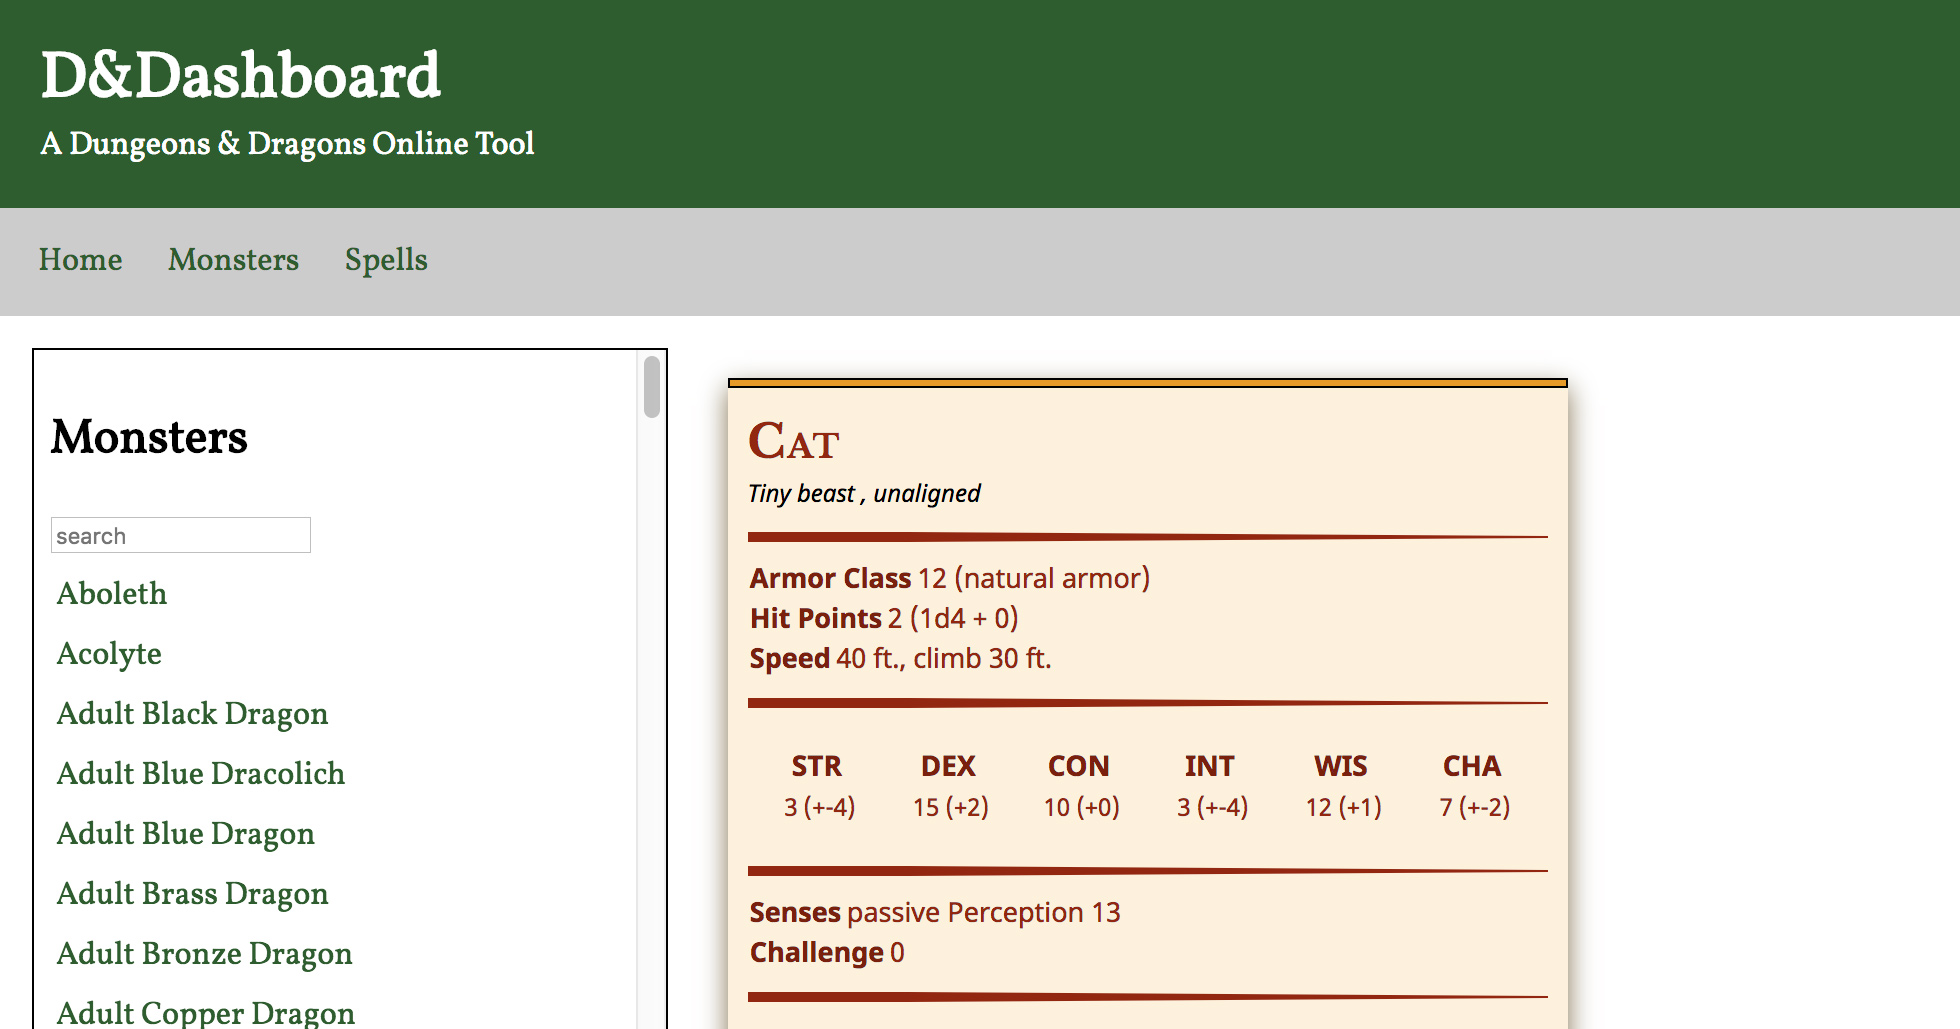 D&Dashboard
A Dungeons & Dragons Online Tool
Home Monsters Spells
Monsters
search
Aboleth
Acolyte
Adult Black Dragon
Adult Blue Dracolich
Adult Blue Dragon
Adult Brass Dragon
Adult Bronze Dragon
Adult Copper Dragon
Cat
Tiny beast , unaligned
Armor Class 12 (natural armor)
Hit Points 2 (1d4 + 0)
Speed 40 ft., climb 30 ft.
STR DEX CON INT WIS CHA
3 (+-4) 15 (+2) 10 (+0) 3 (+-4) 12 (+1) 7 (+-2)
Senses passive Perception 13
Challenge 0